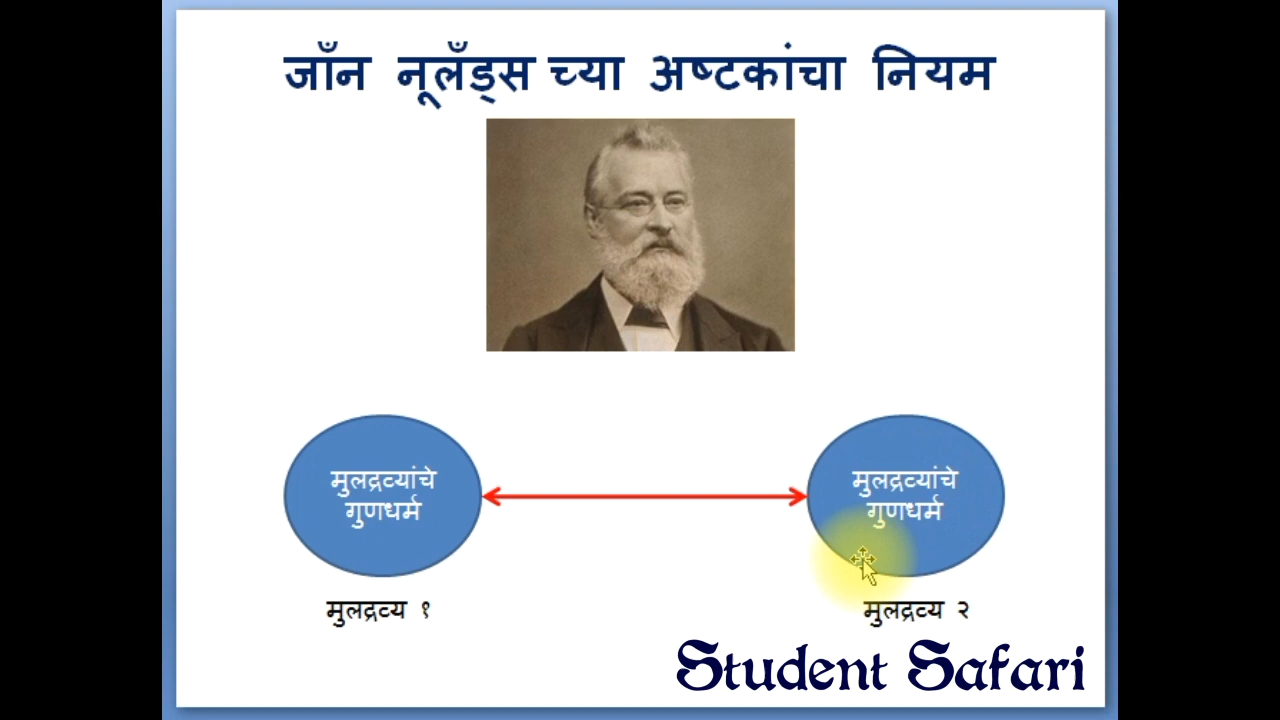 जॉन नूलँड्स च्या अष्टकांचा नियम
मुलद्रव्यांचे
गुणधर्म
मुलद्रव्यांचे
गुणधर्म
मुलद्रव्य १
मुलद्रव्य २
Student Safari